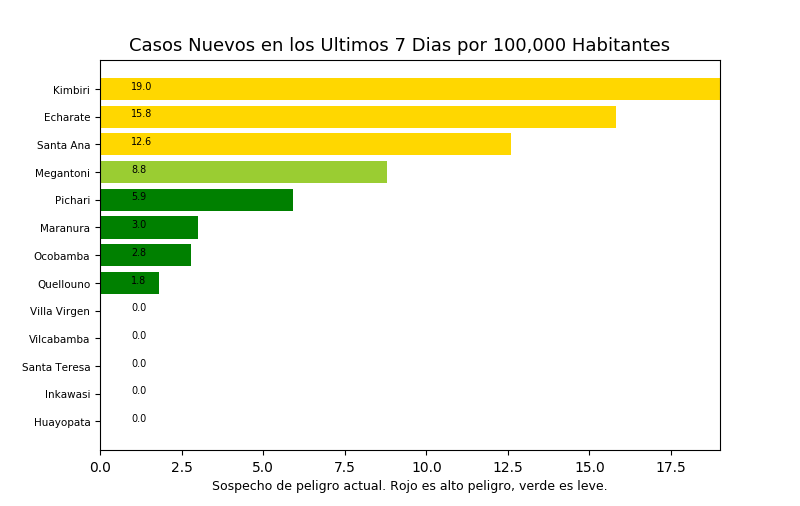 Casos Nuevos en los Ultimos 7 Dias por 100,000 Habitantes
Kimbiri 19.0
Echarate 15.8
Santa Ana 12.6
Megantoni 8.8
Pichari 5.9
Maranura 3.0
Ocobamba 2.8
Quellouno 1.8
Villa Virgen 0.0
Vilcabamba 0.0
Santa Teresa 0.0
Inkawasi 0.0
Huayopata 0.0
0.0 2.5 5.0 7.5 10.0 12.5 15.0 17.5
Sospecho de peligro actual. Rojo es alto peligro, verde es leve.